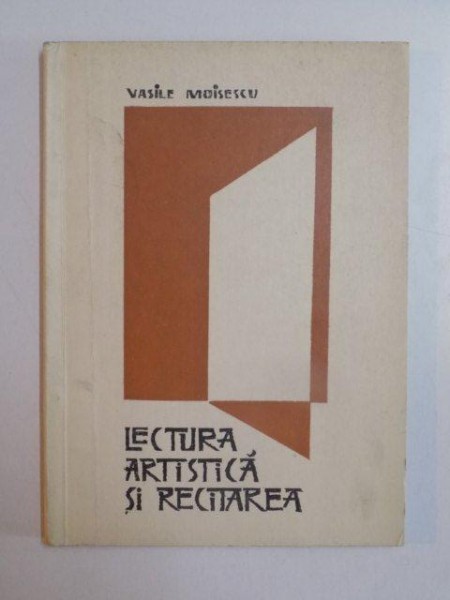 VASILE MOISESCU
LECTURA
ARTISTICĂ
ȘI RECITAREA